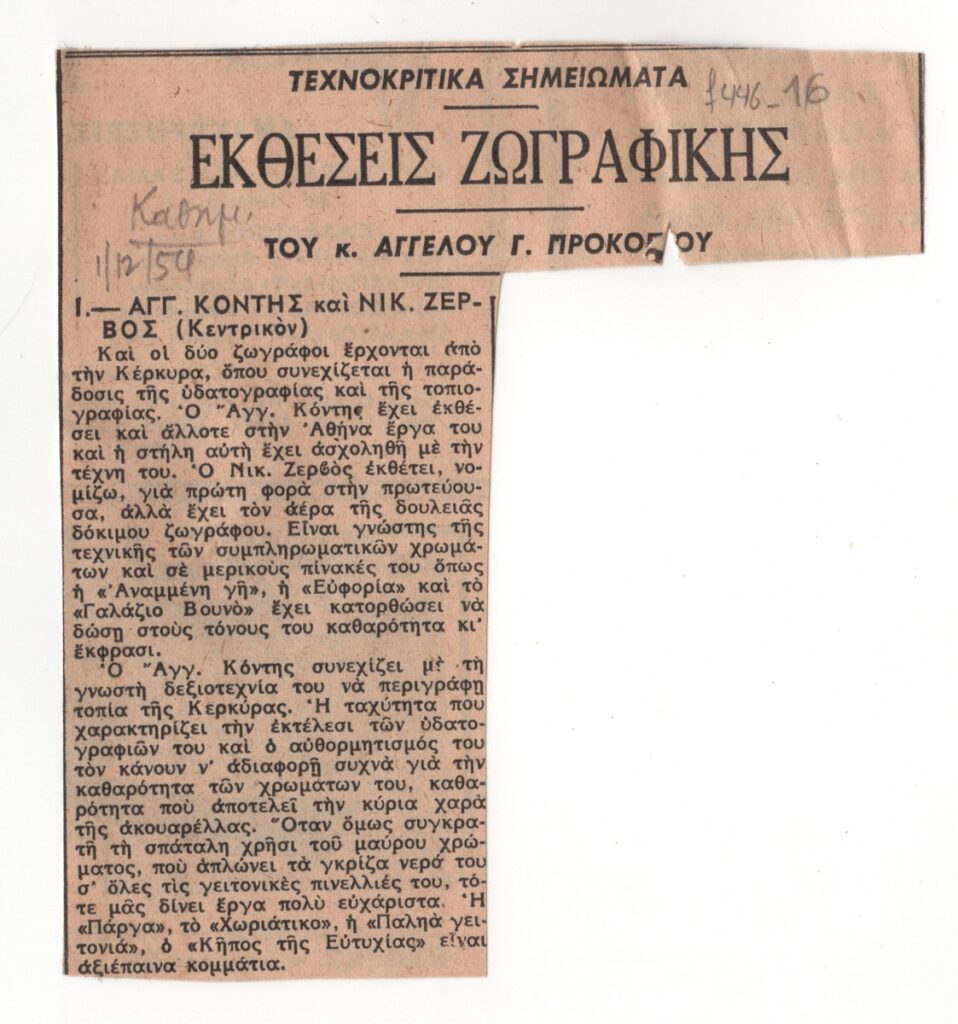 ΤΕΧΝΟΚΡΙΤΙΚΑ ΣΗΜΕΙΩΜΑΤΑ
f446-16
ΕΚΘΕΣΕΙΣ ΖΩΓΡΑΦΙΚΗΣ
Καθημ.
1/12/54
ΤΟΥ κ. ΑΓΓΕΛΟΥ Γ. ΠΡΟΚΟΠΙΟΥ
Ι.— ΑΓΓ. ΚΟΝΤΗΣ καὶ ΝΙΚ. ΖΕΡ-
ΒΟΣ (Κεντρικὸν)
Καὶ οἱ δύο ζωγράφοι ἔρχονται ἀπὸ
τὴν Κέρκυρα, ὅπου συνεχίζεται ἡ παρά-
δοσις τῆς ὑδατογραφίας καὶ τῆς τοπιο-
γραφίας. Ὁ Ἄγγ. Κόντης ἔχει ἐκθέ-
σει καὶ ἄλλοτε στὴν Ἀθήνα ἔργα του
καὶ ἡ στήλη αὐτὴ ἔχει ἀσχοληθῆ μὲ τὴν
τέχνη του. Ὁ Νικ. Ζερβὸς ἐκθέτει, νο-
μίζω, γιὰ πρώτη φορὰ στὴν πρωτεύου-
σα, ἀλλὰ ἔχει τὸν ἀέρα τῆς δουλειᾶς
δόκιμου ζωγράφου. Εἶναι γνώστης τῆς
τεχνικῆς τῶν συμπληρωματικῶν χρωμά-
των καὶ σὲ μερικοὺς πίνακές του ὅπως
ἡ «Ἀναμμένη γῆ», ἡ «Εὐφορία» καὶ τὸ
«Γαλάζιο Βουνὸ» ἔχει κατορθώσει νὰ
δώσῃ στοὺς τόνους του καθαρότητα κι'
ἔκφρασι.
Ὁ Ἄγγ. Κόντης συνεχίζει μὲ τὴ
γνωστὴ δεξιοτεχνία του νὰ περιγράφῃ
τοπία τῆς Κερκύρας. Ἡ ταχύτητα ποὺ
χαρακτηρίζει τὴν ἐκτέλεσι τῶν ὑδατο-
γραφιῶν του καὶ ὁ αὐθορμητισμός του
τὸν κάνουν ν' ἀδιαφορῇ συχνὰ γιὰ τὴν
καθαρότητα τῶν χρωμάτων του, καθα-
ρότητα ποὺ ἀποτελεῖ τὴν κύρια χαρὰ
τῆς ἀκουαρέλλας. Ὅταν ὅμως συγκρα-
τῇ τὴ σπάταλη χρῆσι τοῦ μαύρου χρώ-
ματος, ποὺ ἁπλώνει τὰ γκρίζα νερά του
σ' ὅλες τὶς γειτονικὲς πινελλιές του, τό-
τε μᾶς δίνει ἔργα πολὺ εὐχάριστα. Ἡ
«Πάργα», τὸ «Χωριάτικο», ἡ «Παληὰ γει-
τονιά», ὁ «Κῆπος τῆς Εὐτυχίας» εἶναι
ἀξιέπαινα κομμάτια.